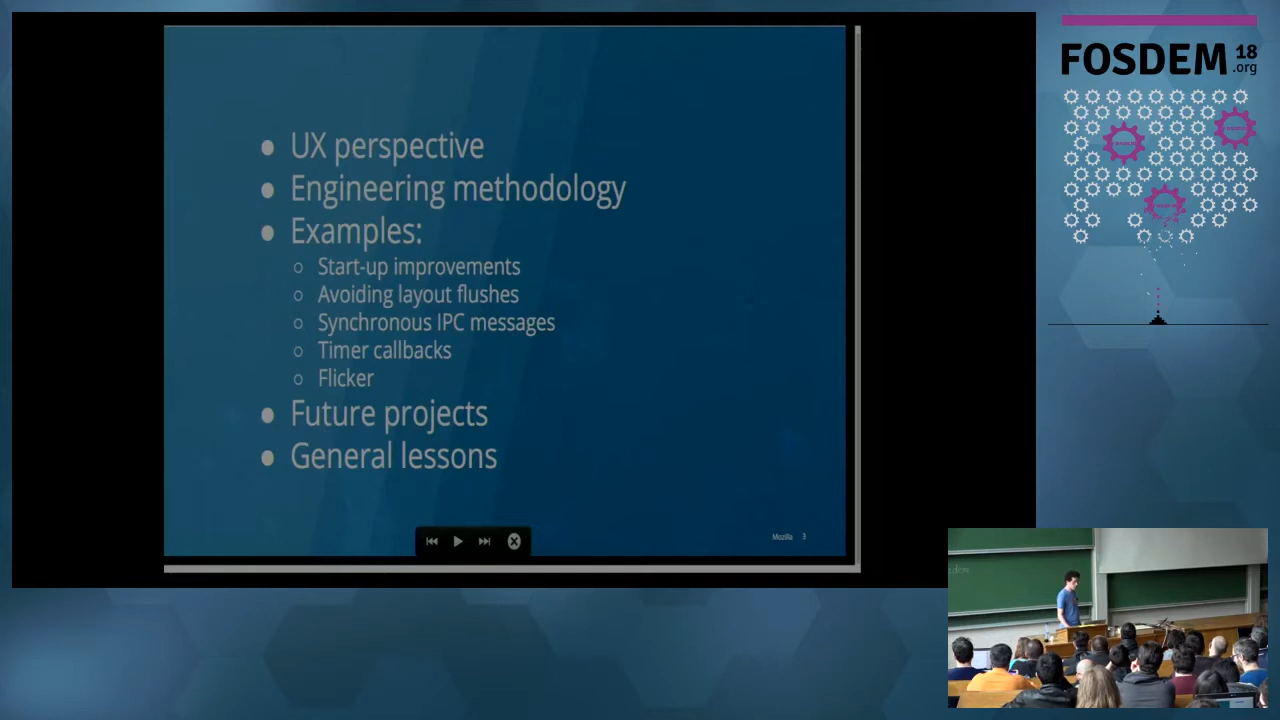 UX perspective
Engineering methodology
Examples:
Start-up improvements
Avoiding layout flushes
Synchronous IPC messages
Timer callbacks
Flicker
Future projects
General lessons
Mozilla 3
FOSDEM 18
.org